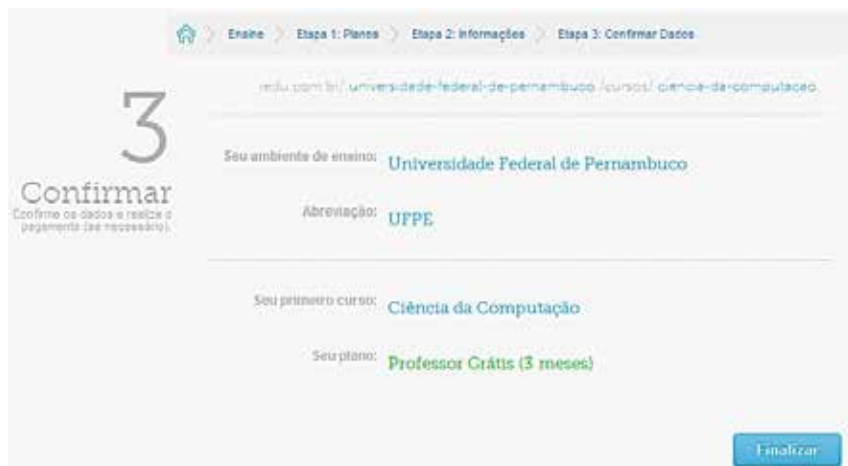 Ensine
Etapa 1: Planos
Etapa 2: Informações
Etapa 3: Confirmar Dados
redu.com.br/ universidade-federal-de-pernambuco /cursos/ ciencia-da-computacao
3
Confirmar
Confirme os dados e realize o
pagamento (se necessário).
Seu ambiente de ensino: Universidade Federal de Pernambuco
Abreviação: UFPE
Seu primeiro curso: Ciência da Computação
Seu plano: Professor Grátis (3 meses)
Finalizar